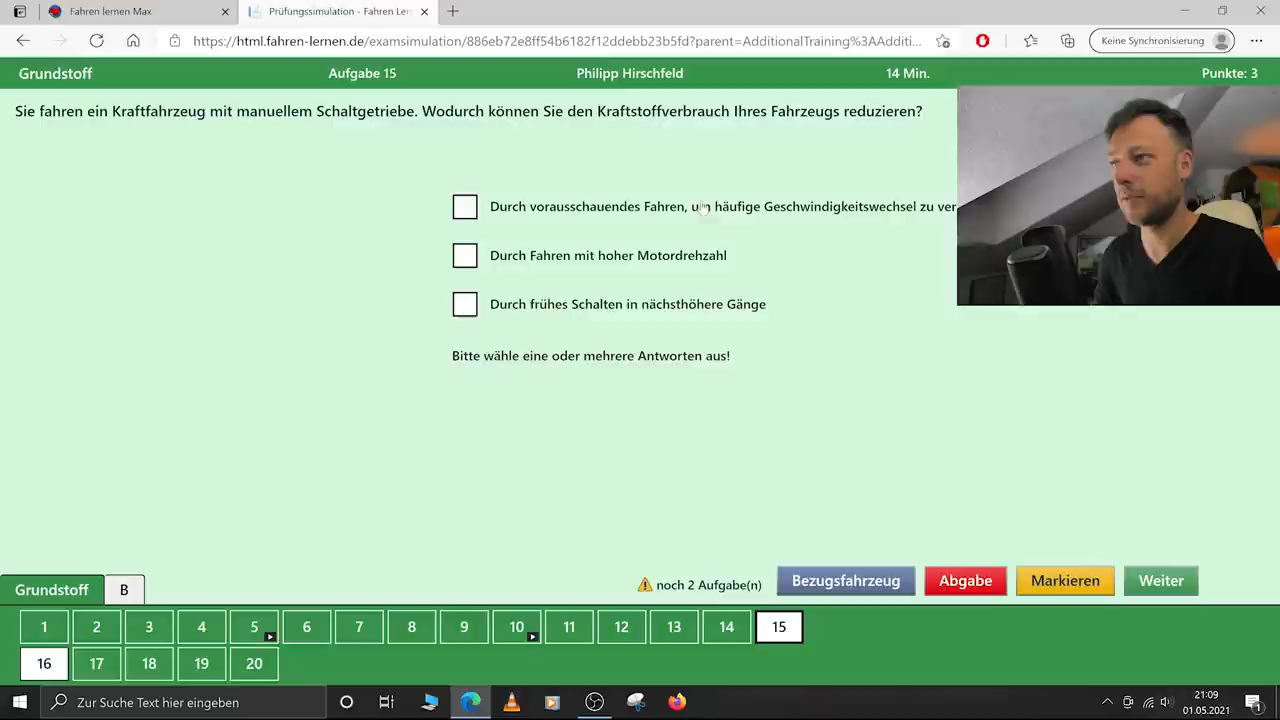 Fahren lernen Max
Prüfungssimulation - Fahren Ler
https://html.fahren-lernen.de/examsimulation/886eb72e8ff54b6182f12ddebb23b5fd?parent=AdditionalTraining%3AAdditi...
Keine Synchronisierung
Grundstoff Aufgabe 15 Philipp Hirschfeld 14 Min. Punkte: 3
Sie fahren ein Kraftfahrzeug mit manuellem Schaltgetriebe. Wodurch können Sie den Kraftstoffverbrauch Ihres Fahrzeugs reduzieren?
Durch vorausschauendes Fahren, um häufige Geschwindigkeitswechsel zu ver
Durch Fahren mit hoher Motordrehzahl
Durch frühes Schalten in nächsthöhere Gänge
Bitte wähle eine oder mehrere Antworten aus!
Grundstoff B
noch 2 Aufgabe(n) Bezugsfahrzeug Abgabe Markieren Weiter
1 2 3 4 5 6 7 8 9 10 11 12 13 14 15
16 17 18 19 20
Zur Suche Text hier eingeben
21:09
01.05.2021